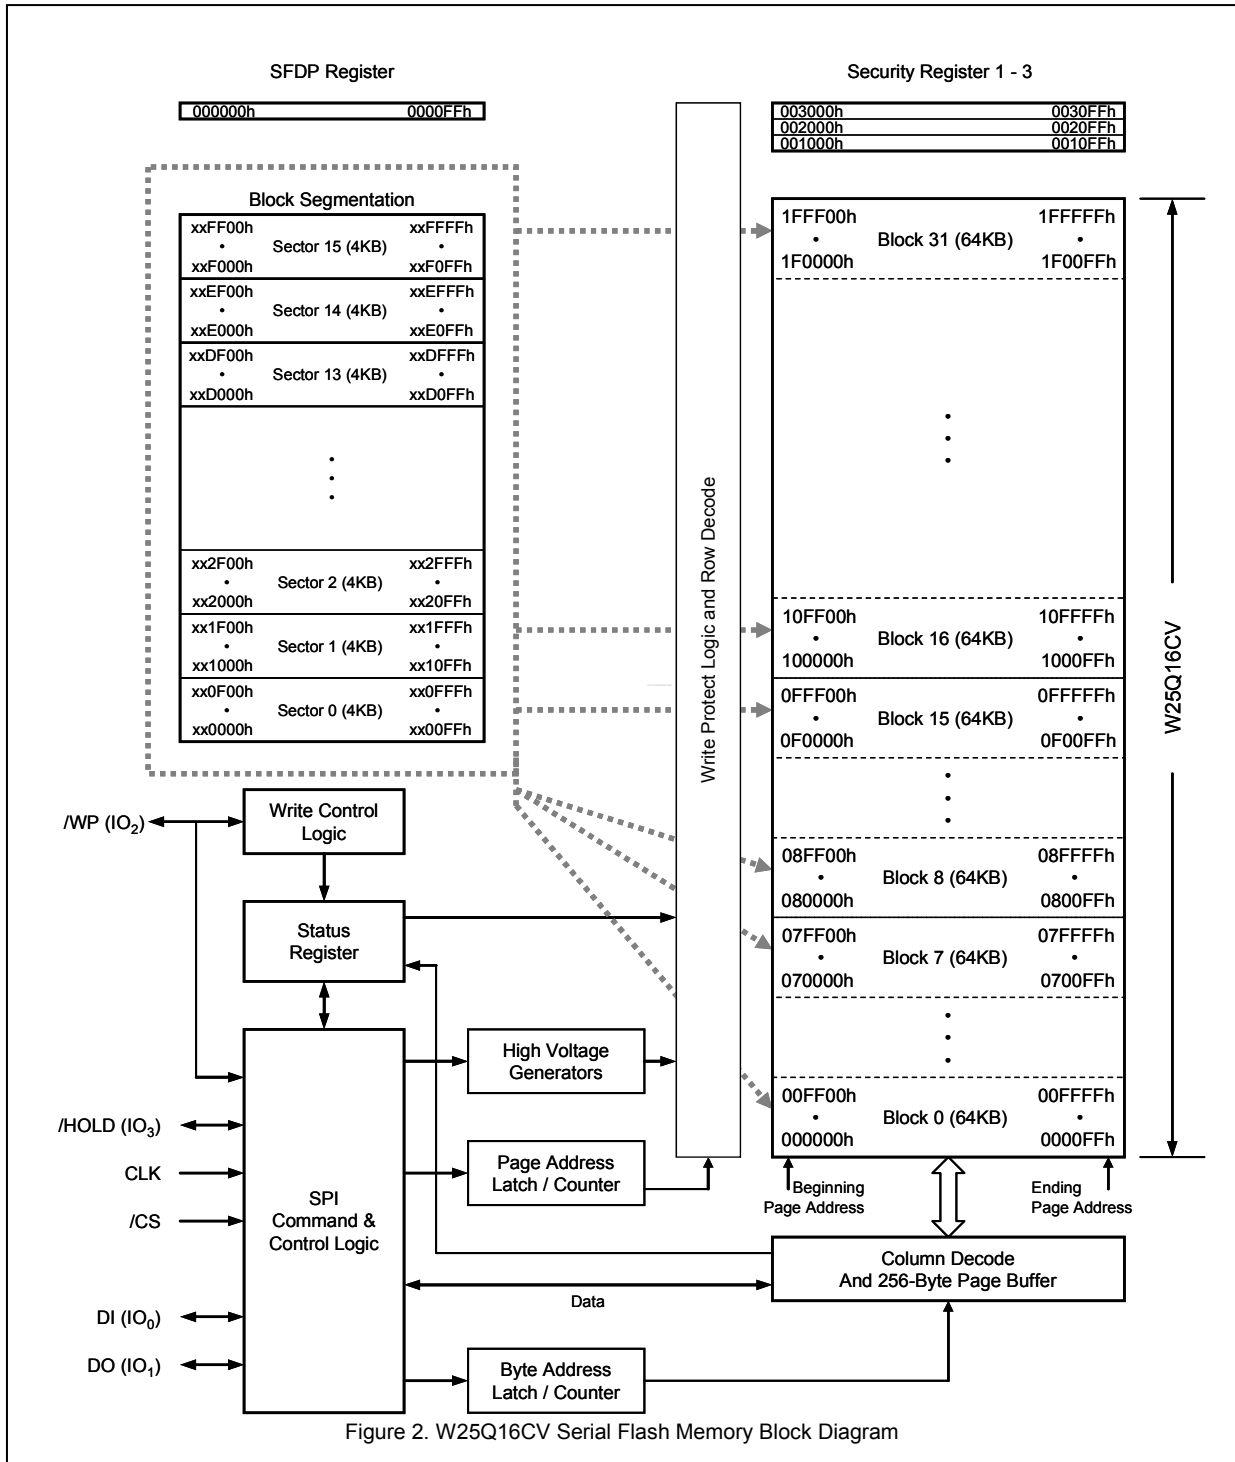 SFDP Register
000000h 0000FFh
Security Register 1 - 3
003000h 0030FFh
002000h 0020FFh
001000h 0010FFh
Block Segmentation
xxFF00h xxFFFFh
• Sector 15 (4KB) •
xxF000h xxF0FFh
xxEF00h xxEFFFh
• Sector 14 (4KB) •
xxE000h xxE0FFh
xxDF00h xxDFFFh
• Sector 13 (4KB) •
xxD000h xxD0FFh
xx2F00h xx2FFFh
• Sector 2 (4KB) •
xx2000h xx20FFh
xx1F00h xx1FFFh
• Sector 1 (4KB) •
xx1000h xx10FFh
xx0F00h xx0FFFh
• Sector 0 (4KB) •
xx0000h xx00FFh
Write Protect Logic and Row Decode
1FFF00h 1FFFFFh
• Block 31 (64KB) •
1F0000h 1F00FFh
10FF00h 10FFFFh
• Block 16 (64KB) •
100000h 1000FFh
0FFF00h 0FFFFFh
• Block 15 (64KB) •
0F0000h 0F00FFh
08FF00h 08FFFFh
• Block 8 (64KB) •
080000h 0800FFh
07FF00h 07FFFFh
• Block 7 (64KB) •
070000h 0700FFh
00FF00h 00FFFFh
• Block 0 (64KB) •
000000h 0000FFh
W25Q16CV
Beginning
Page Address
Ending
Page Address
/WP (IO2)
Write Control
Logic
Status
Register
High Voltage
Generators
/HOLD (IO3)
CLK
/CS
DI (IO0)
DO (IO1)
SPI
Command &
Control Logic
Page Address
Latch / Counter
Column Decode
And 256-Byte Page Buffer
Data
Byte Address
Latch / Counter
Figure 2. W25Q16CV Serial Flash Memory Block Diagram